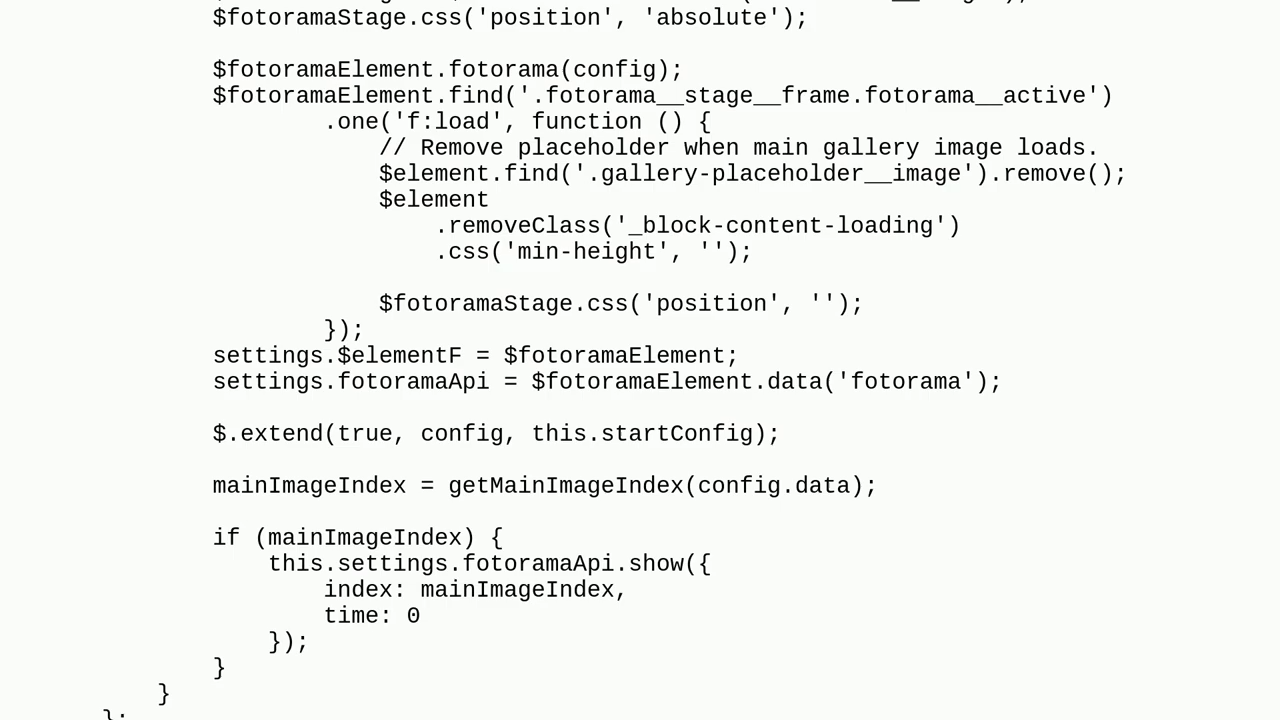 $fotoramaStage.css('position', 'absolute');
$fotoramaElement.fotorama(config);
$fotoramaElement.find('.fotorama__stage__frame.fotorama__active')
.one('f:load', function () {
// Remove placeholder when main gallery image loads.
$element.find('.gallery-placeholder__image').remove();
$element
.removeClass('_block-content-loading')
.css('min-height', '');
$fotoramaStage.css('position', '');
});
settings.$elementF = $fotoramaElement;
settings.fotoramaApi = $fotoramaElement.data('fotorama');
$.extend(true, config, this.startConfig);
mainImageIndex = getMainImageIndex(config.data);
if (mainImageIndex) {
this.settings.fotoramaApi.show({
index: mainImageIndex,
time: 0
});
}
}
};